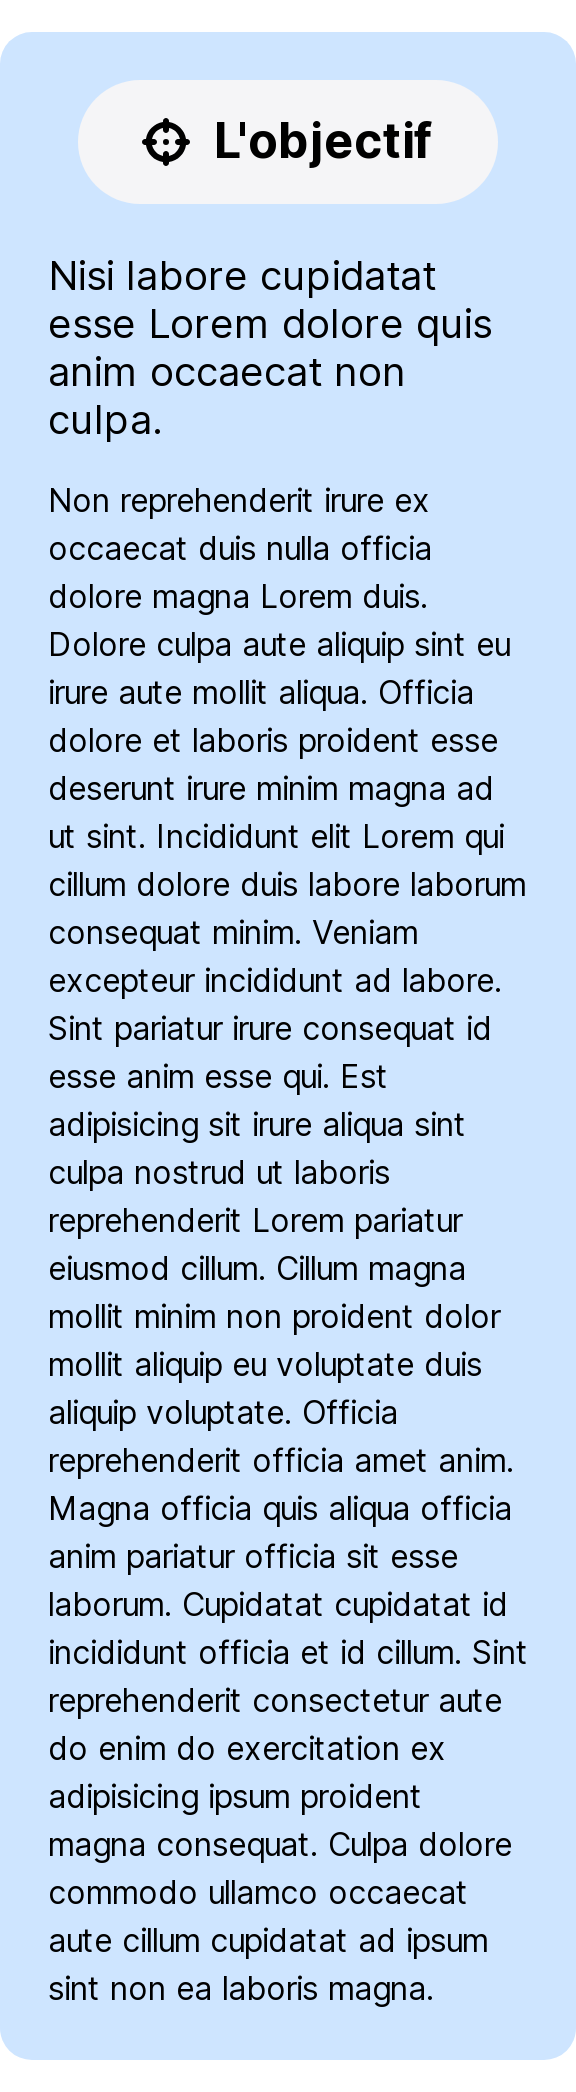 L'objectif
Nisi labore cupidatat
esse Lorem dolore quis
anim occaecat non
culpa.
Non reprehenderit irure ex
occaecat duis nulla officia
dolore magna Lorem duis.
Dolore culpa aute aliquip sint eu
irure aute mollit aliqua. Officia
dolore et laboris proident esse
deserunt irure minim magna ad
ut sint. Incididunt elit Lorem qui
cillum dolore duis labore laborum
consequat minim. Veniam
excepteur incididunt ad labore.
Sint pariatur irure consequat id
esse anim esse qui. Est
adipisicing sit irure aliqua sint
culpa nostrud ut laboris
reprehenderit Lorem pariatur
eiusmod cillum. Cillum magna
mollit minim non proident dolor
mollit aliquip eu voluptate duis
aliquip voluptate. Officia
reprehenderit officia amet anim.
Magna officia quis aliqua officia
anim pariatur officia sit esse
laborum. Cupidatat cupidatat id
incididunt officia et id cillum. Sint
reprehenderit consectetur aute
do enim do exercitation ex
adipisicing ipsum proident
magna consequat. Culpa dolore
commodo ullamco occaecat
aute cillum cupidatat ad ipsum
sint non ea laboris magna.